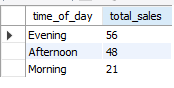 time_of_day total_sales
Evening 56
Afternoon 48
Morning 21